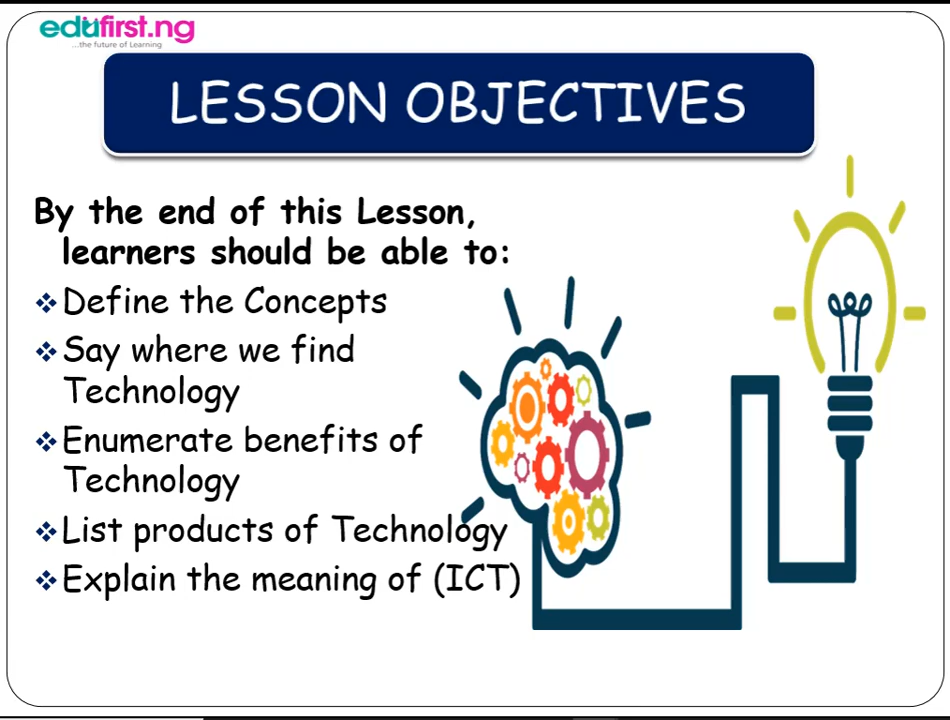 edufirst.ng
...the future of Learning
LESSON OBJECTIVES
By the end of this Lesson,
learners should be able to:
❖Define the Concepts
❖Say where we find
Technology
❖Enumerate benefits of
Technology
❖List products of Technology
❖Explain the meaning of (ICT)